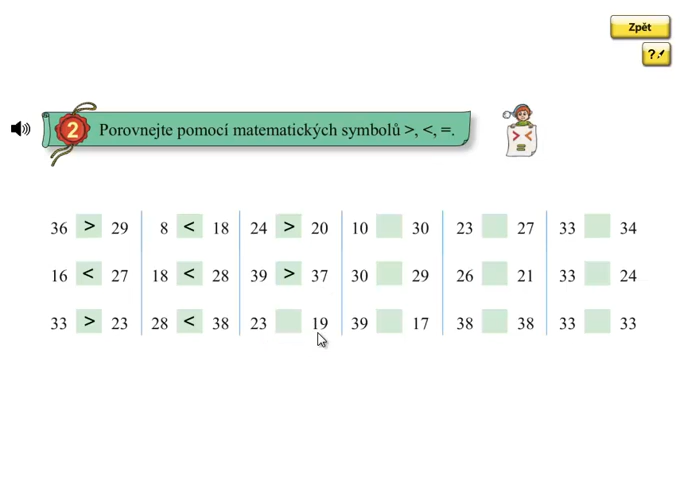 Zpět
?
2 Porovnejte pomocí matematických symbolů >, <, =.
> <
=
36 > 29 8 < 18 24 > 20 10 30 23 27 33 34
16 < 27 18 < 28 39 > 37 30 29 26 21 33 24
33 > 23 28 < 38 23 19 39 17 38 38 33 33